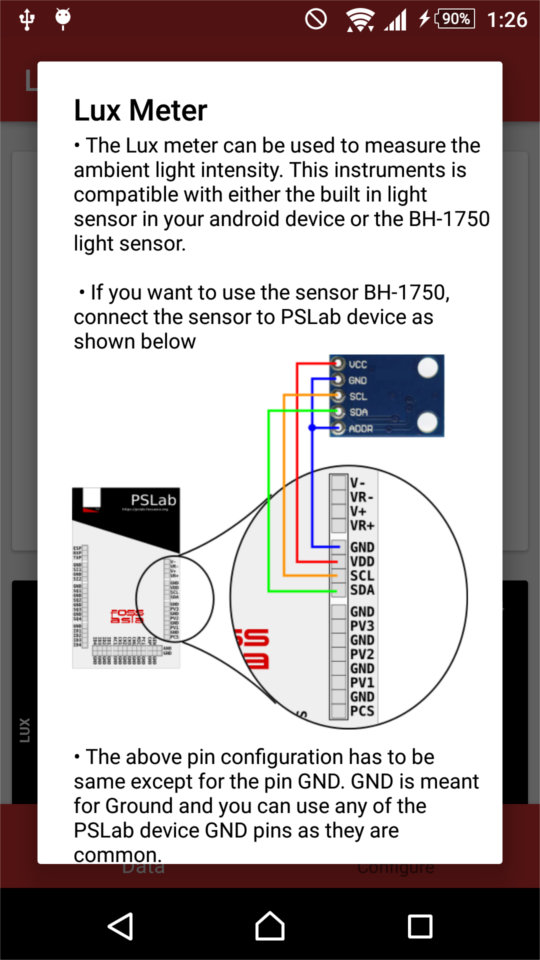 90% 1:26
L
Lux Meter
• The Lux meter can be used to measure the
ambient light intensity. This instruments is
compatible with either the built in light
sensor in your android device or the BH-1750
light sensor.
• If you want to use the sensor BH-1750,
connect the sensor to PSLab device as
shown below
VCC
GND
SCL
SDA
ADDR
PSLab
FOSS
ASIA
V-
VR-
V+
VR+
GND
VDD
SCL
SDA
GND
PV3
GND
PV2
GND
PV1
GND
PCS
LUX
• The above pin configuration has to be
same except for the pin GND. GND is meant
for Ground and you can use any of the
PSLab device GND pins as they are
common.
Data Configure